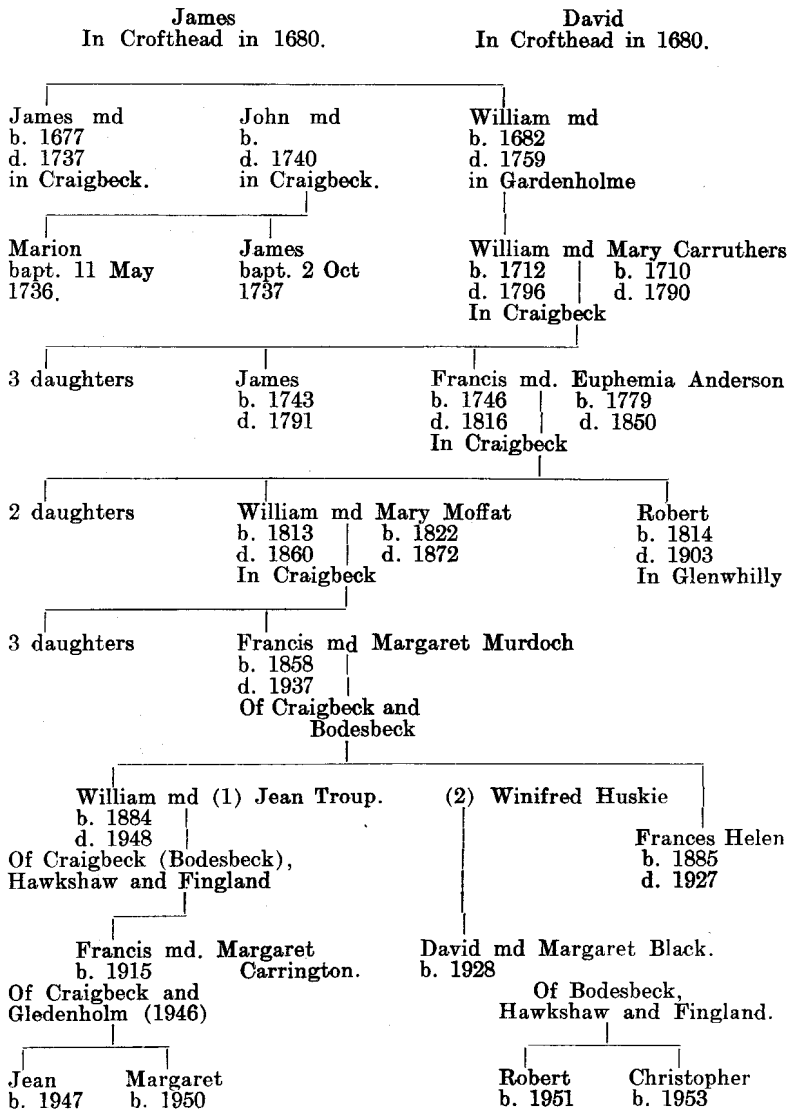 James David
In Crofthead in 1680. In Crofthead in 1680.
James md John md William md
b. 1677 b. b. 1682
d. 1737 d. 1740 d. 1759
in Craigbeck. in Craigbeck. in Gardenholme
Marion James William md Mary Carruthers
bapt. 11 May bapt. 2 Oct b. 1712 b. 1710
1736. 1737 d. 1796 d. 1790
In Craigbeck
3 daughters James Francis md. Euphemia Anderson
b. 1743 b. 1746 b. 1779
d. 1791 d. 1816 d. 1850
In Craigbeck
2 daughters William md Mary Moffat Robert
b. 1813 b. 1822 b. 1814
d. 1860 d. 1872 d. 1903
In Craigbeck In Glenwhilly
3 daughters Francis md Margaret Murdoch
b. 1858
d. 1937
Of Craigbeck and
Bodesbeck
William md (1) Jean Troup. (2) Winifred Huskie
b. 1884
d. 1948 Frances Helen
Of Craigbeck (Bodesbeck), b. 1885
Hawkshaw and Fingland d. 1927
Francis md. Margaret David md Margaret Black.
b. 1915 Carrington. b. 1928
Of Craigbeck and Of Bodesbeck,
Gledenholm (1946) Hawkshaw and Fingland.
Jean Margaret Robert Christopher
b. 1947 b. 1950 b. 1951 b. 1953